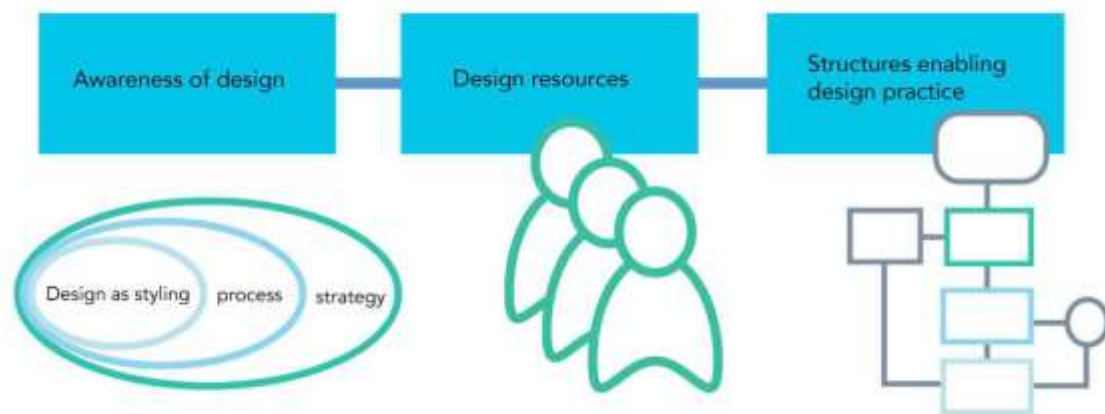 Awareness of design
Design resources
Structures enabling
design practice
Design as styling
process
strategy